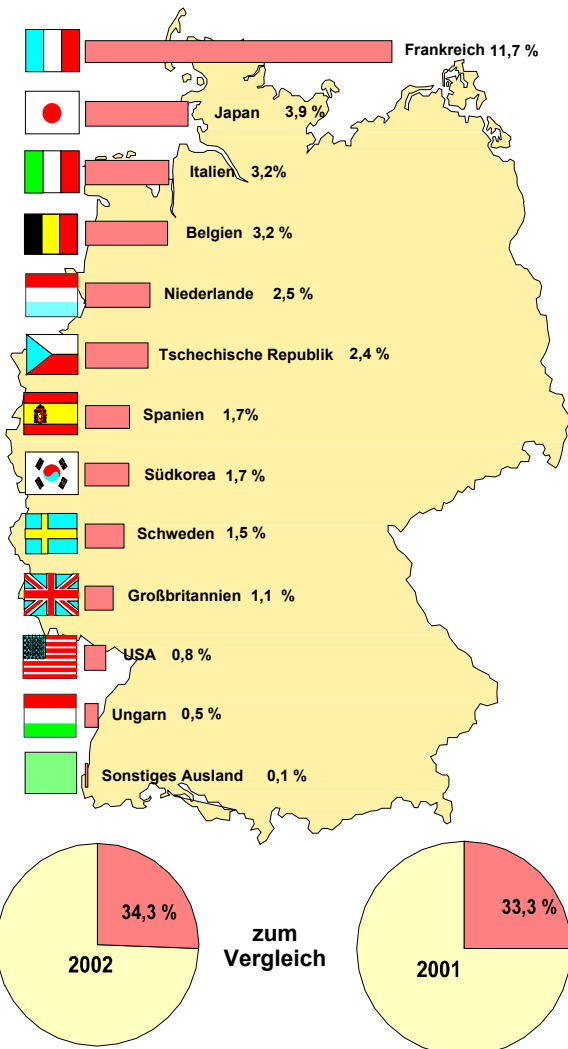 Frankreich 11,7 %
Japan 3,9 %
Italien 3,2%
Belgien 3,2 %
Niederlande 2,5 %
Tschechische Republik 2,4 %
Spanien 1,7%
Südkorea 1,7 %
Schweden 1,5 %
Großbritannien 1,1 %
USA 0,8 %
Ungarn 0,5 %
Sonstiges Ausland 0,1 %
34,3 %
2002
zum
Vergleich
33,3 %
2001